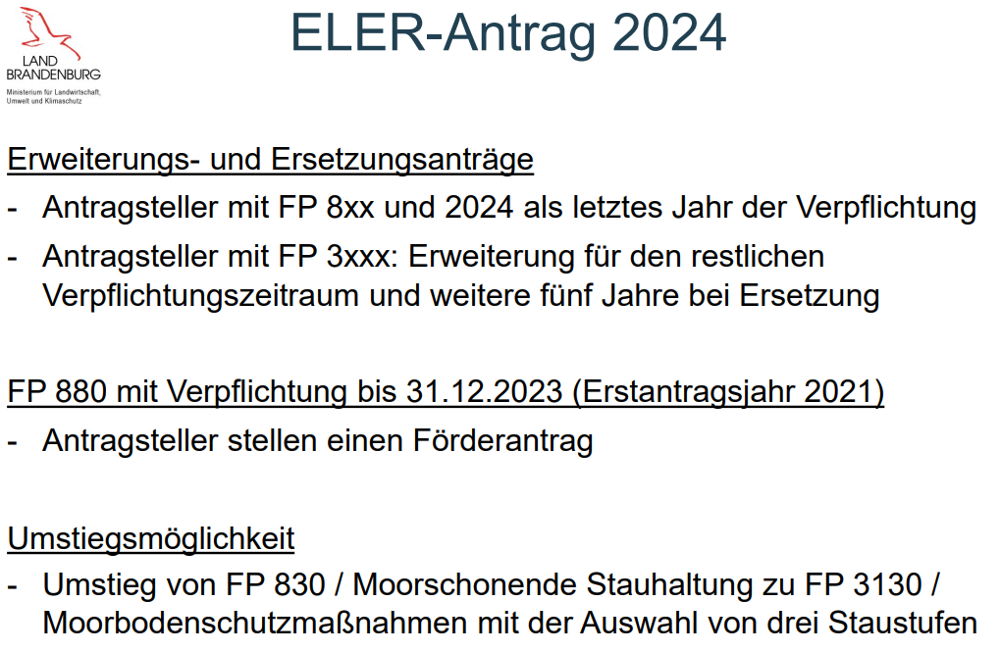 ELER-Antrag 2024
LAND
BRANDENBURG
Ministerium für Landwirtschaft,
Umwelt und Klimaschutz
Erweiterungs- und Ersetzungsanträge
- Antragsteller mit FP 8xx und 2024 als letztes Jahr der Verpflichtung
- Antragsteller mit FP 3xxx: Erweiterung für den restlichen
Verpflichtungszeitraum und weitere fünf Jahre bei Ersetzung
FP 880 mit Verpflichtung bis 31.12.2023 (Erstantragsjahr 2021)
- Antragsteller stellen einen Förderantrag
Umstiegsmöglichkeit
- Umstieg von FP 830 / Moorschonende Stauhaltung zu FP 3130 /
Moorbodenschutzmaßnahmen mit der Auswahl von drei Staustufen